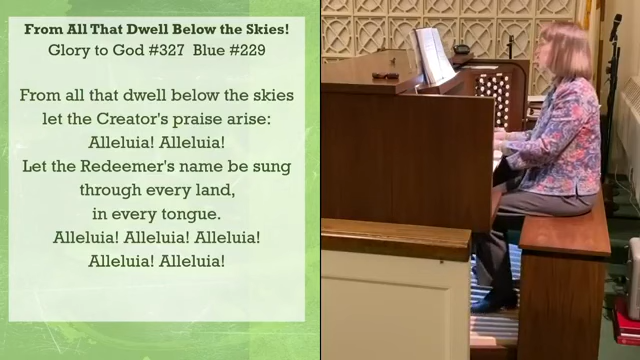 From All That Dwell Below the Skies!
Glory to God #327 Blue #229
From all that dwell below the skies
let the Creator's praise arise:
Alleluia! Alleluia!
Let the Redeemer's name be sung
through every land,
in every tongue.
Alleluia! Alleluia! Alleluia!
Alleluia! Alleluia!